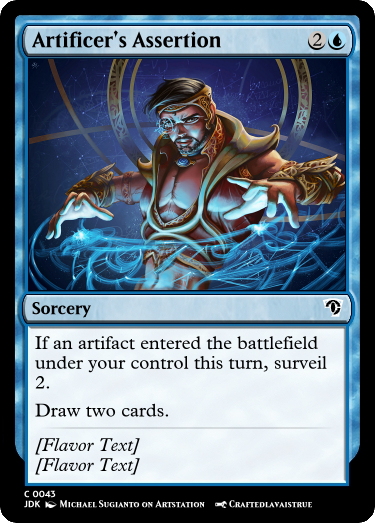 Artificer's Assertion 2
Sorcery
If an artifact entered the battlefield
under your control this turn, surveil
2.
Draw two cards.
[Flavor Text]
[Flavor Text]
C 0043
JDK Michael Sugianto on Artstation Craftedlavaistrue